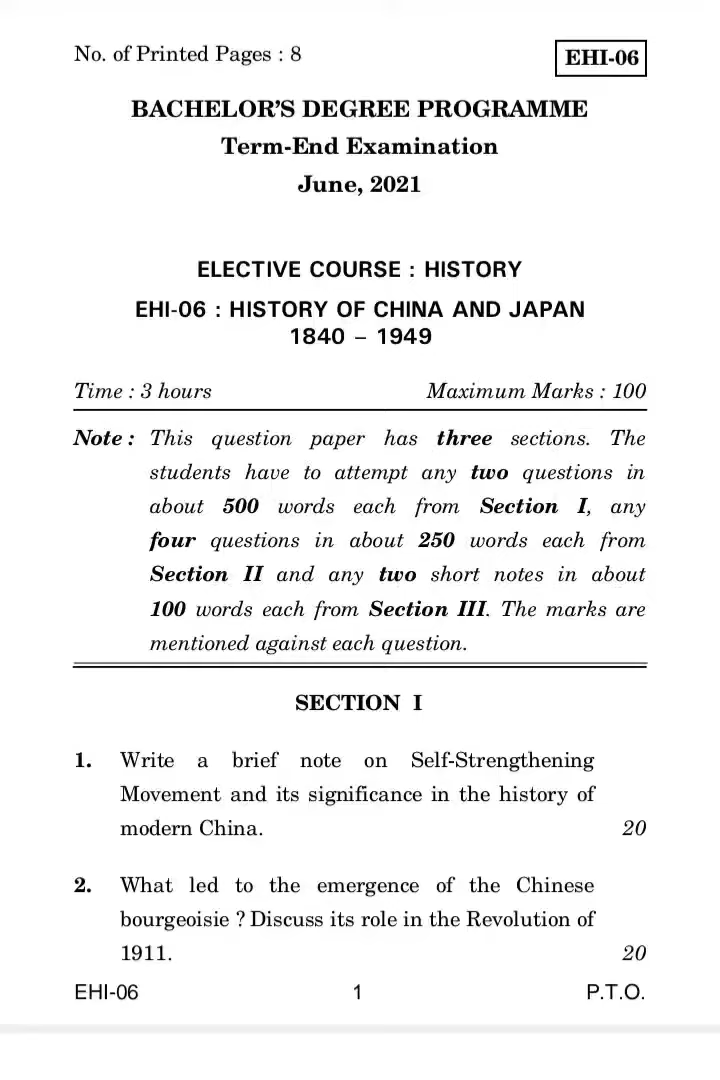 No. of Printed Pages : 8
EHI-06
BACHELOR'S DEGREE PROGRAMME
Term-End Examination
June, 2021
ELECTIVE COURSE : HISTORY
EHI-06 : HISTORY OF CHINA AND JAPAN
1840 – 1949
Time : 3 hours
Maximum Marks : 100
Note : This question paper has three sections. The
students have to attempt any two questions in
about 500 words each from Section I, any
four questions in about 250 words each from
Section II and any two short notes in about
100 words each from Section III. The marks are
mentioned against each question.
SECTION I
1. Write a brief note on Self-Strengthening
Movement and its significance in the history of
modern China. 20
2. What led to the emergence of the Chinese
bourgeoisie ? Discuss its role in the Revolution of
1911. 20
EHI-06 1 P.T.O.